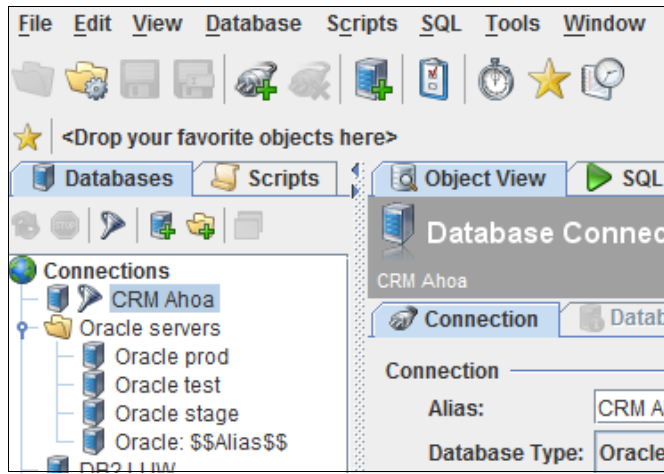 File Edit View Database Scripts SQL Tools Window
<Drop your favorite objects here>
Databases Scripts
Object View SQL
Database Connec
CRM Ahoa
Connections
CRM Ahoa
Oracle servers
Oracle prod
Oracle test
Oracle stage
Oracle: $$Alias$$
DB2 LUW
Connection Datab
Connection
Alias: CRM A
Database Type: Oracle